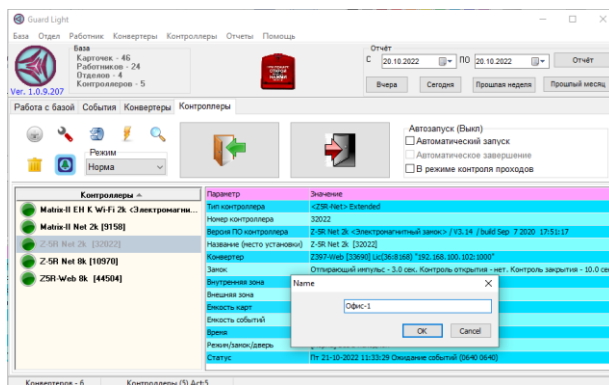 Guard Light
База Отдел Работник Конвертеры Контроллеры Отчеты Помощь
База
Карточек - 46
Работников - 24
Отделов - 4
Контроллеров - 5
Ver. 1.0.9.207
Отчёт
С 20.10.2022 ПО 20.10.2022 Отчёт
Вчера Сегодня Прошлая неделя Прошлый месяц
Работа с базой События Конвертеры Контроллеры
Режим
Норма
Автозапуск (Выкл)
Автоматический запуск
Автоматическое завершение
В режиме контроля проходов
Контроллеры
Matrix-II EH K Wi-Fi 2k <Электромагни...
Matrix-II Net 2k [9158]
Z-5R Net 2k [32022]
Z-5R Net 8k [10970]
Z5R-Web 8k [44504]
Параметр Значение
Тип контроллера <Z5R-Net> Extended
Номер контроллера 32022
Версия ПО контроллера Z-5R Net 2k <Электромагнитный замок> / V3.14 / build Sep 7 2020 17:51:17
Название (место установки) Z-5R Net 2k [32022]
Конвертер Z397-Web [33690] Lic(36:8168) "192.168.100.102:1000"
Замок Отпирающий импульс - 3.0 сек. Контроль открытия - нет. Контроль закрытия - 10.0 сек
Внутренняя зона
Внешняя зона
Емкость карт
Емкость событий
Время
Режим/замок/дверь
Статус Пт 21-10-2022 11:33:29 Ожидание событий (0640 0640)
Name
Офис-1
OK Cancel
Конвертеров - 6 Контроллеры (5) Act:5